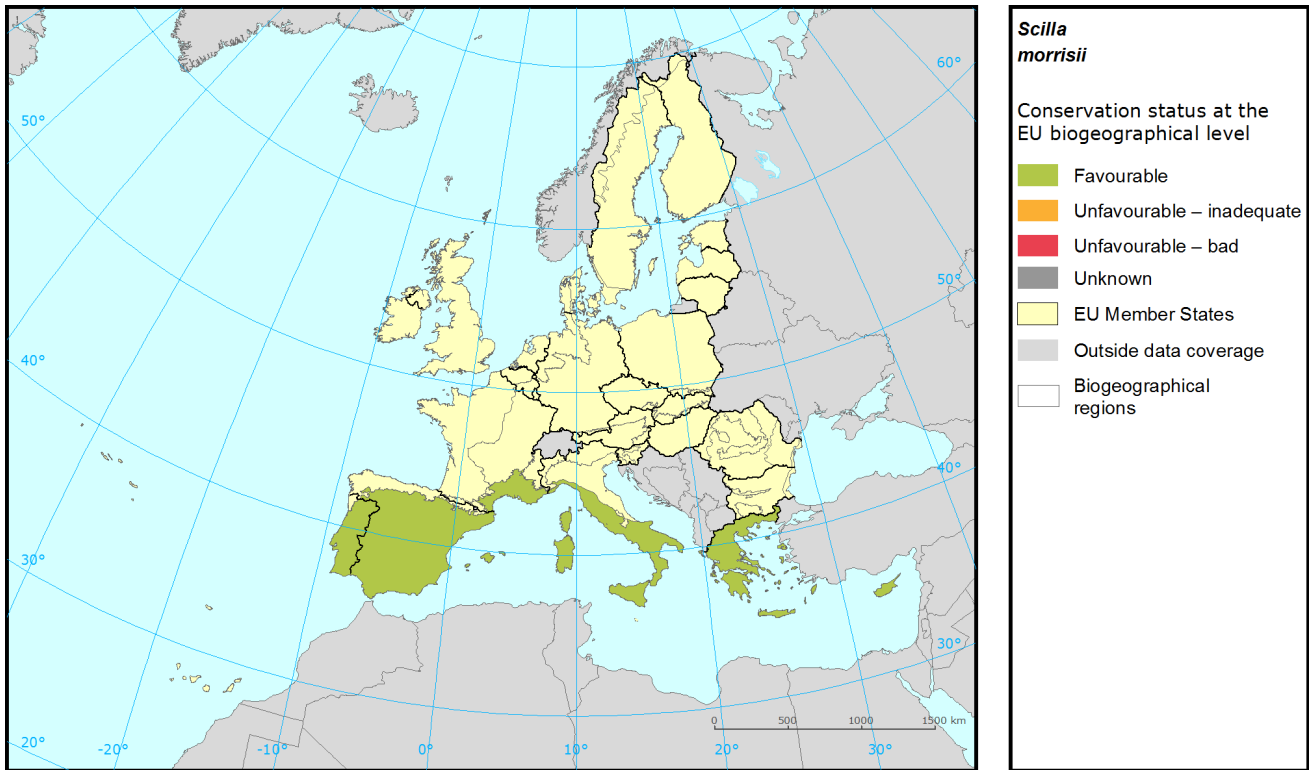 Scilla
morrisii
Conservation status at the
EU biogeographical level
Favourable
Unfavourable – inadequate
Unfavourable – bad
Unknown
EU Member States
Outside data coverage
Biogeographical
regions
60°
50°
50°
40°
40°
30°
30°
0 500 1000 1500 km
20° -20° -10° 0° 10° 20° 30°